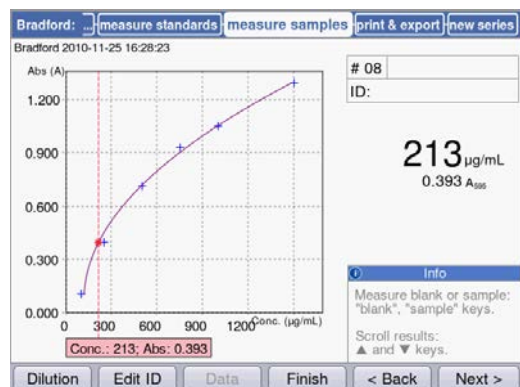 Bradford: ... measure standards measure samples print & export new series
Bradford 2010-11-25 16:28:23
Abs (A)
# 08
ID:
1.200
0.900
0.600
0.300
0.000
213 µg/mL
0.393 A₅₉₅
0 300 600 900 1200 Conc. (µg/mL)
Conc.: 213; Abs: 0.393
Info
Measure blank or sample:
"blank", "sample" keys.
Scroll results:
▲ and ▼ keys.
Dilution Edit ID Data Finish < Back Next >